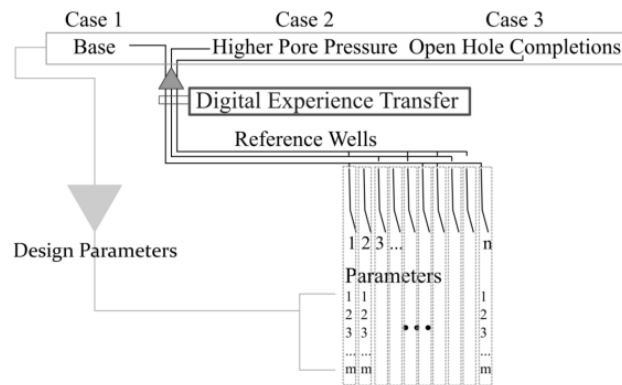 Case 1 Case 2 Case 3
Base Higher Pore Pressure Open Hole Completions
Digital Experience Transfer
Reference Wells
1 2 3 ... n
Design Parameters
Parameters
1 1 1
2 2 2
3 3 • • • 3
... ... ...
m m m